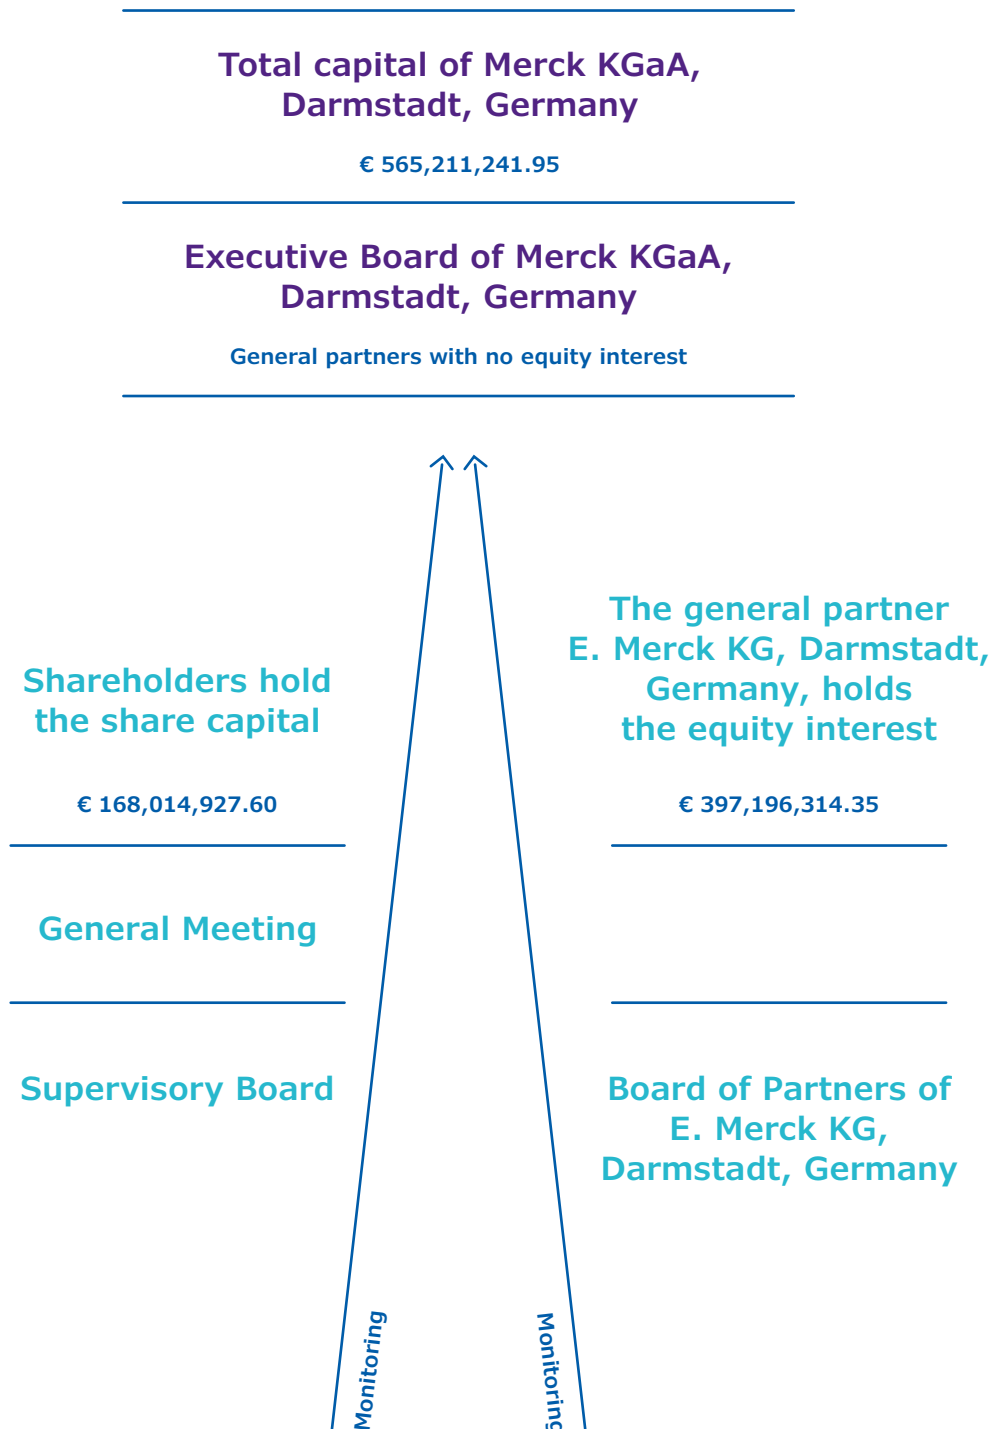 Total capital of Merck KGaA,
Darmstadt, Germany
€ 565,211,241.95
Executive Board of Merck KGaA,
Darmstadt, Germany
General partners with no equity interest
Shareholders hold
the share capital
€ 168,014,927.60
General Meeting
Supervisory Board
The general partner
E. Merck KG, Darmstadt,
Germany, holds
the equity interest
€ 397,196,314.35
Board of Partners of
E. Merck KG,
Darmstadt, Germany
Monitoring
Monitoring